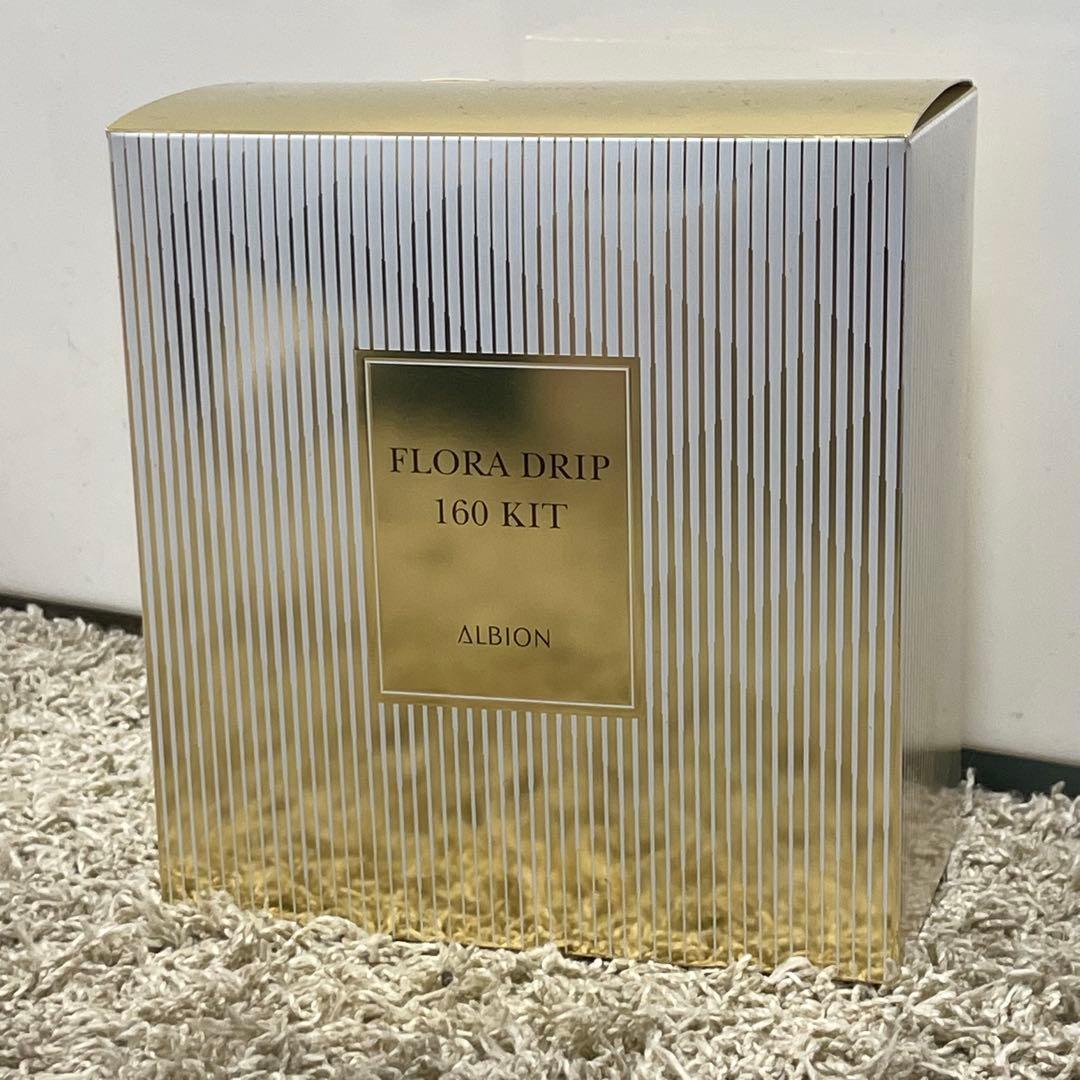 FLORA DRIP
160 KIT
ALBION